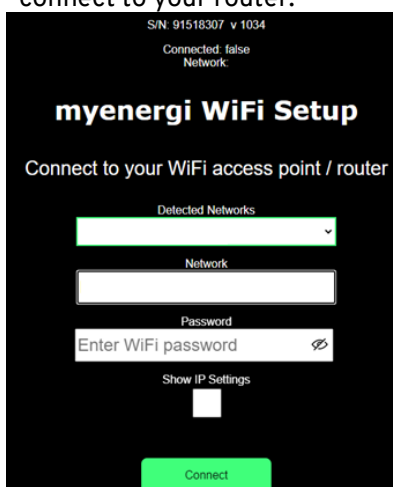 connect to your router.
S/N: 91518307 v 1034
Connected: false
Network:
myenergi WiFi Setup
Connect to your WiFi access point / router
Detected Networks
Network
Password
Enter WiFi password
Show IP Settings
Connect